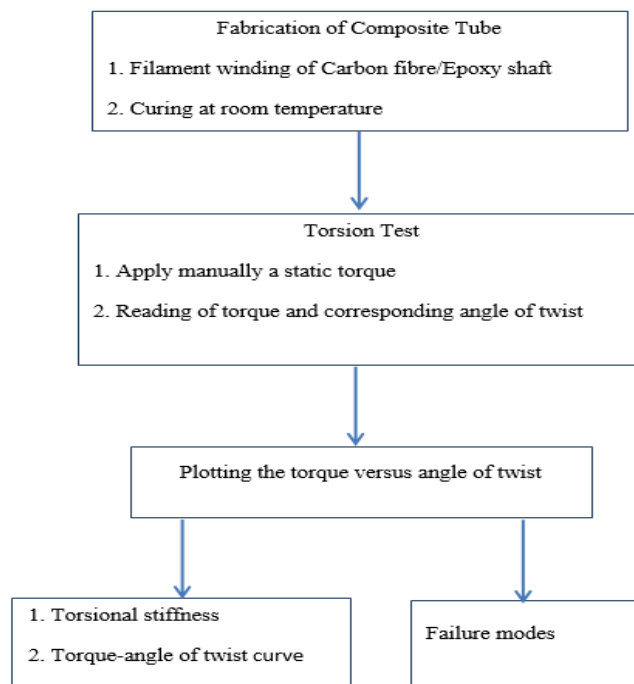 Fabrication of Composite Tube
1. Filament winding of Carbon fibre/Epoxy shaft
2. Curing at room temperature
Torsion Test
1. Apply manually a static torque
2. Reading of torque and corresponding angle of twist
Plotting the torque versus angle of twist
1. Torsional stiffness
2. Torque-angle of twist curve
Failure modes